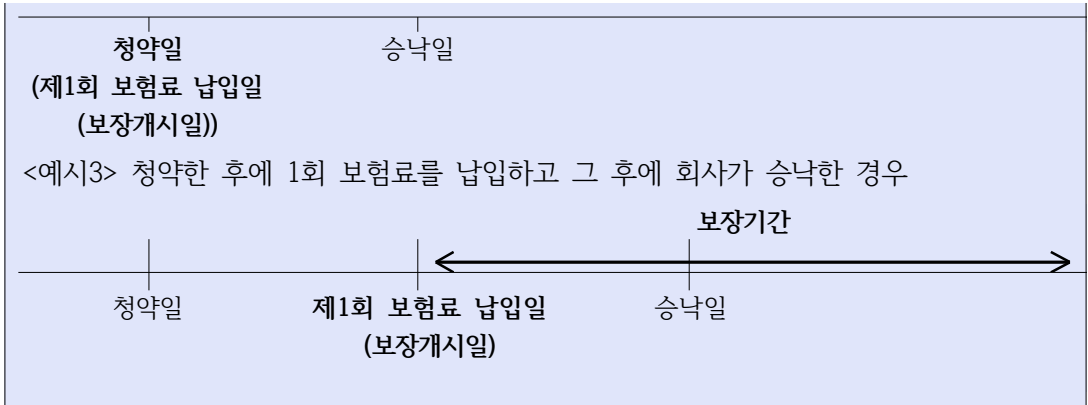 청약일 승낙일
(제1회 보험료 납입일
(보장개시일))
<예시3> 청약한 후에 1회 보험료를 납입하고 그 후에 회사가 승낙한 경우
보장기간
청약일 제1회 보험료 납입일 승낙일
(보장개시일)